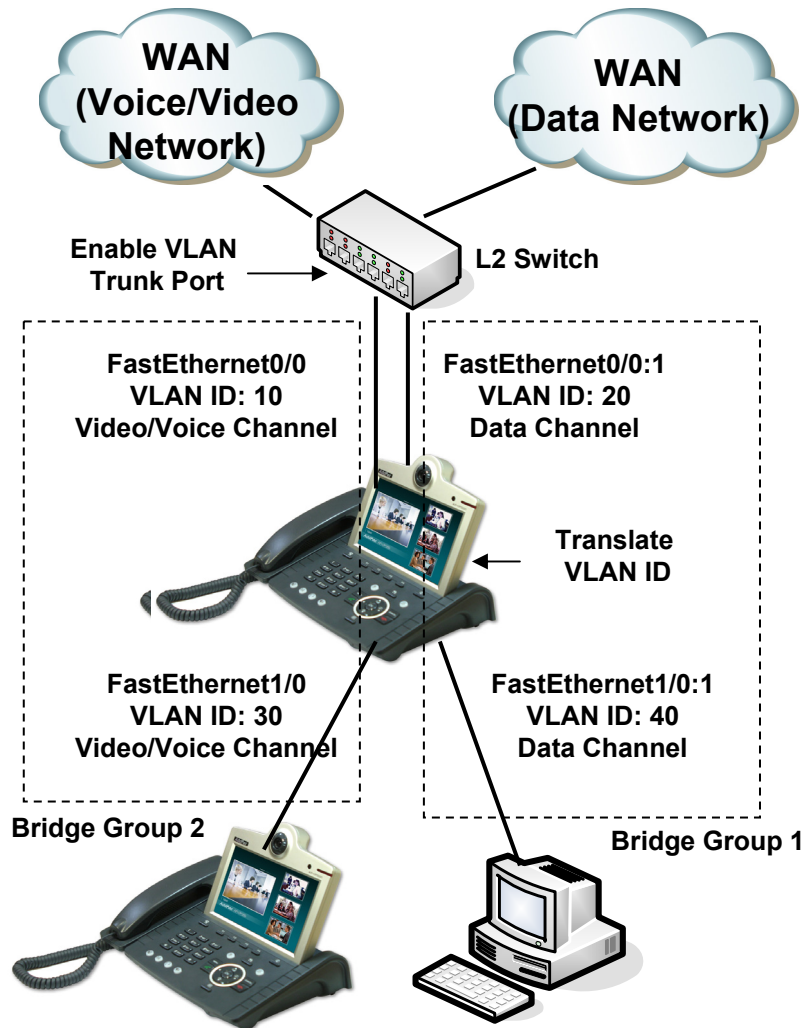 WAN
(Voice/Video
Network)
WAN
(Data Network)
Enable VLAN
Trunk Port
L2 Switch
FastEthernet0/0
VLAN ID: 10
Video/Voice Channel
FastEthernet0/0:1
VLAN ID: 20
Data Channel
Translate
VLAN ID
FastEthernet1/0
VLAN ID: 30
Video/Voice Channel
FastEthernet1/0:1
VLAN ID: 40
Data Channel
Bridge Group 2
Bridge Group 1